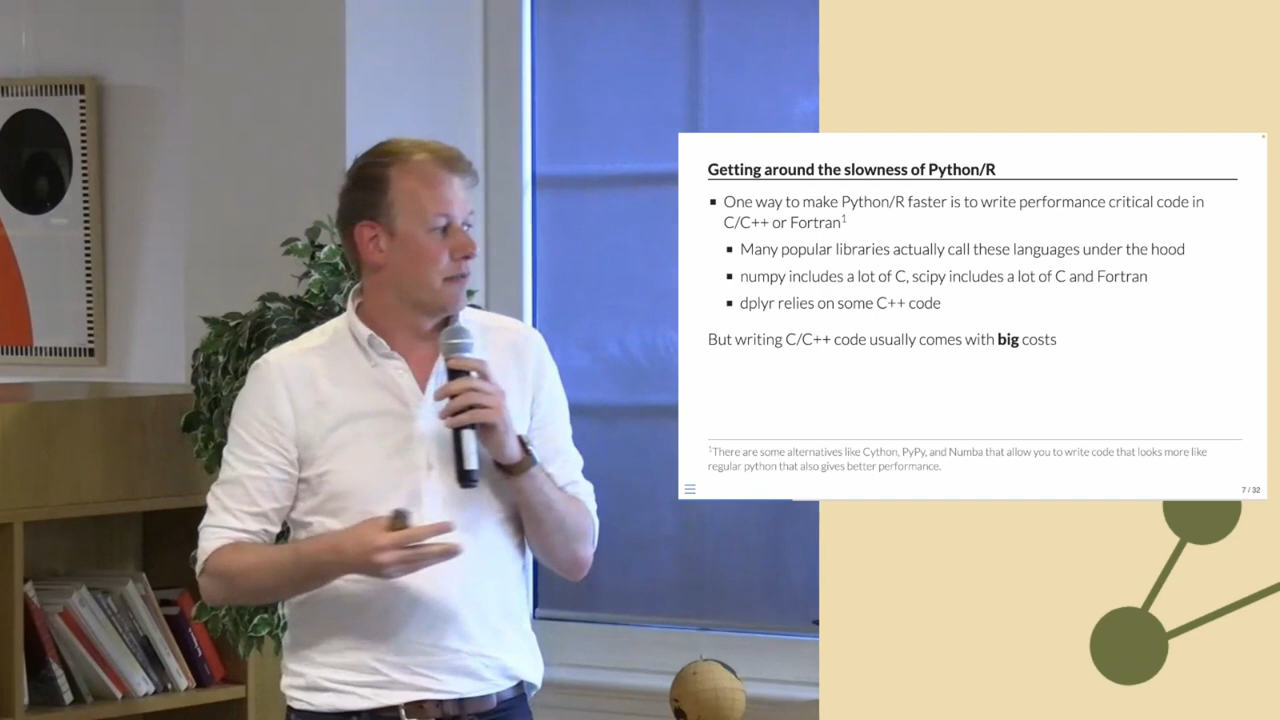 Getting around the slowness of Python/R
▪ One way to make Python/R faster is to write performance critical code in
C/C++ or Fortran¹
▪ Many popular libraries actually call these languages under the hood
▪ numpy includes a lot of C, scipy includes a lot of C and Fortran
▪ dplyr relies on some C++ code
But writing C/C++ code usually comes with big costs
¹There are some alternatives like Cython, PyPy, and Numba that allow you to write code that looks more like
regular python that also gives better performance.
7 / 32